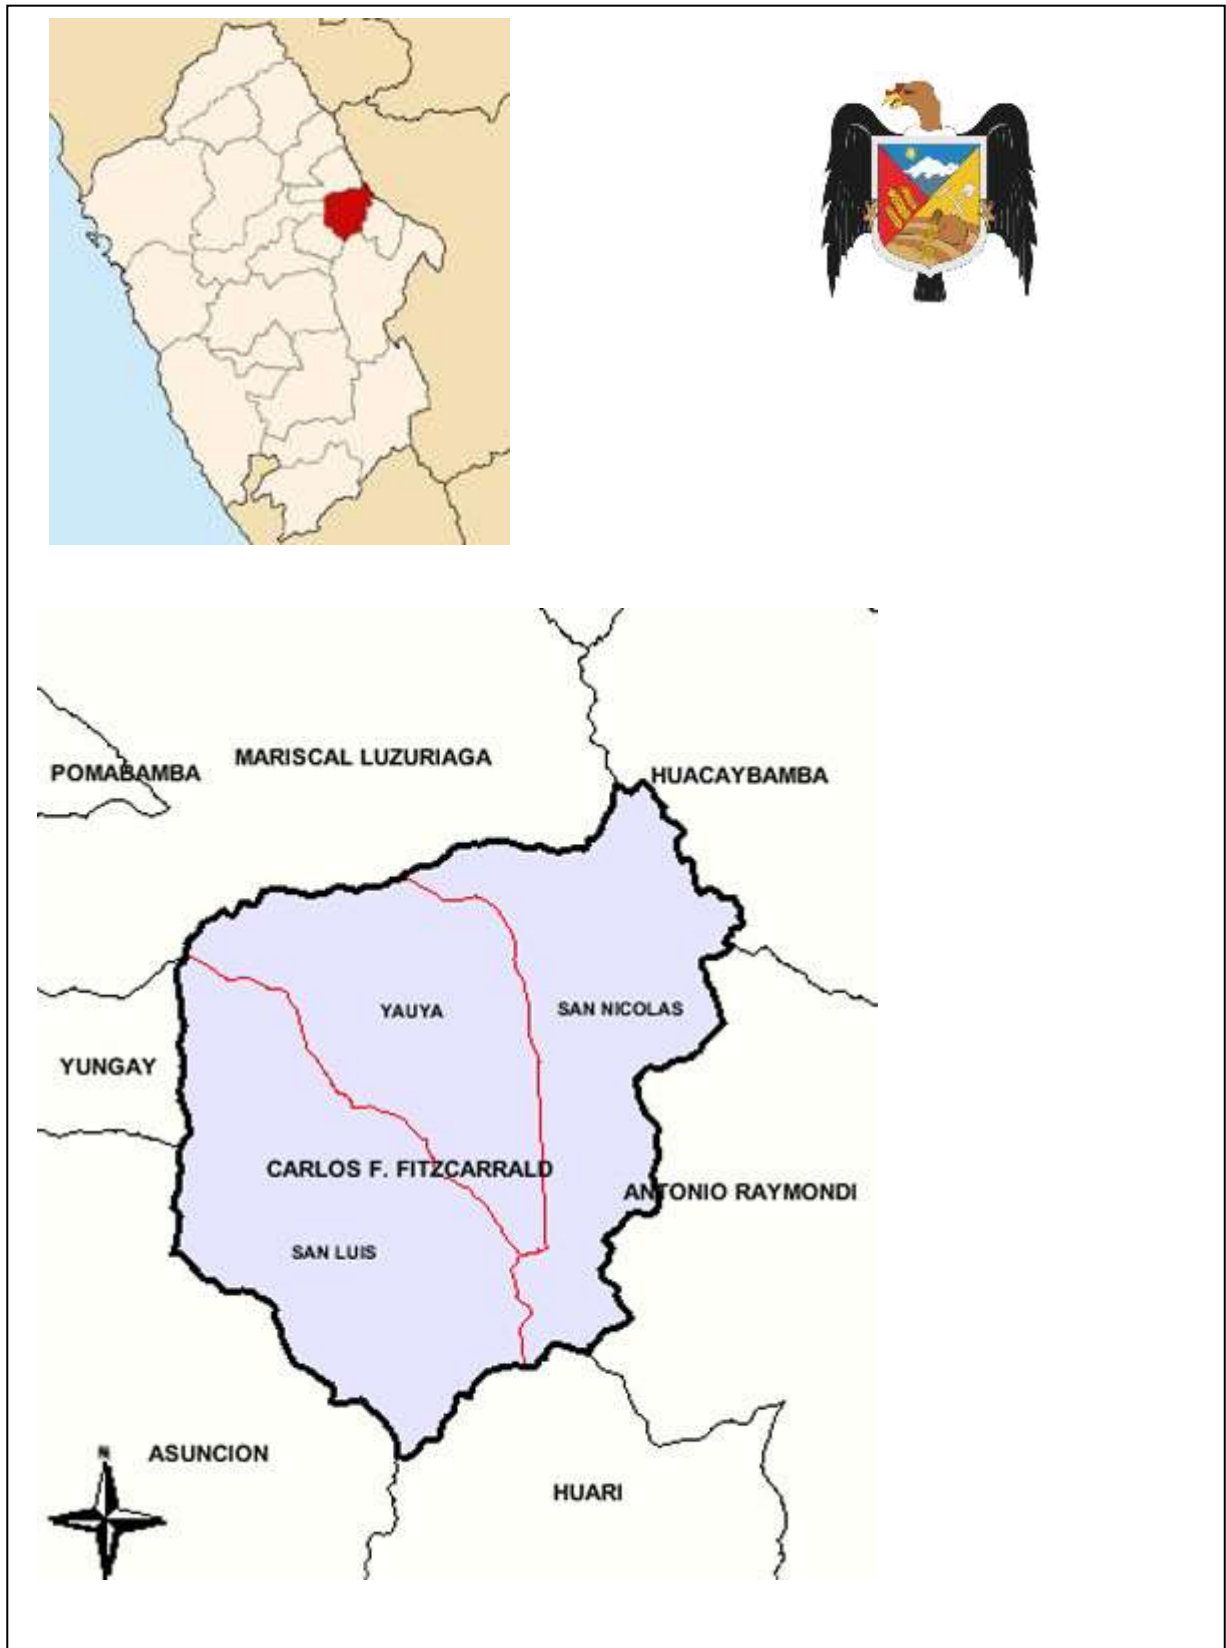 MARISCAL LUZURIAGA
POMABAMBA
HUACAYBAMBA
YAUYA
SAN NICOLAS
YUNGAY
CARLOS F. FITZCARRALD
ANTONIO RAYMONDI
SAN LUIS
N
ASUNCION
HUARI